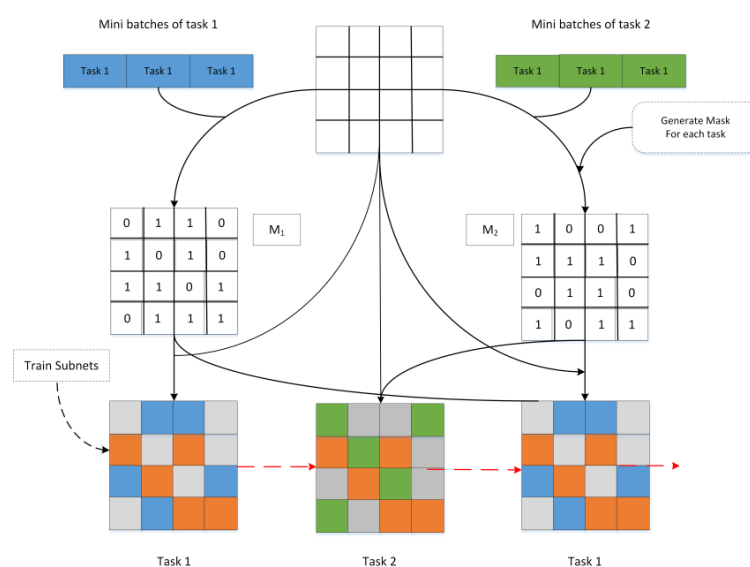 Mini batches of task 1
Mini batches of task 2
Task 1 Task 1 Task 1
Task 1 Task 1 Task 1
Generate Mask
For each task
0 1 1 0
1 0 1 0
1 1 0 1
0 1 1 1
M1
M2
1 0 0 1
1 1 1 0
0 1 1 0
1 0 1 1
Train Subnets
Task 1
Task 2
Task 1